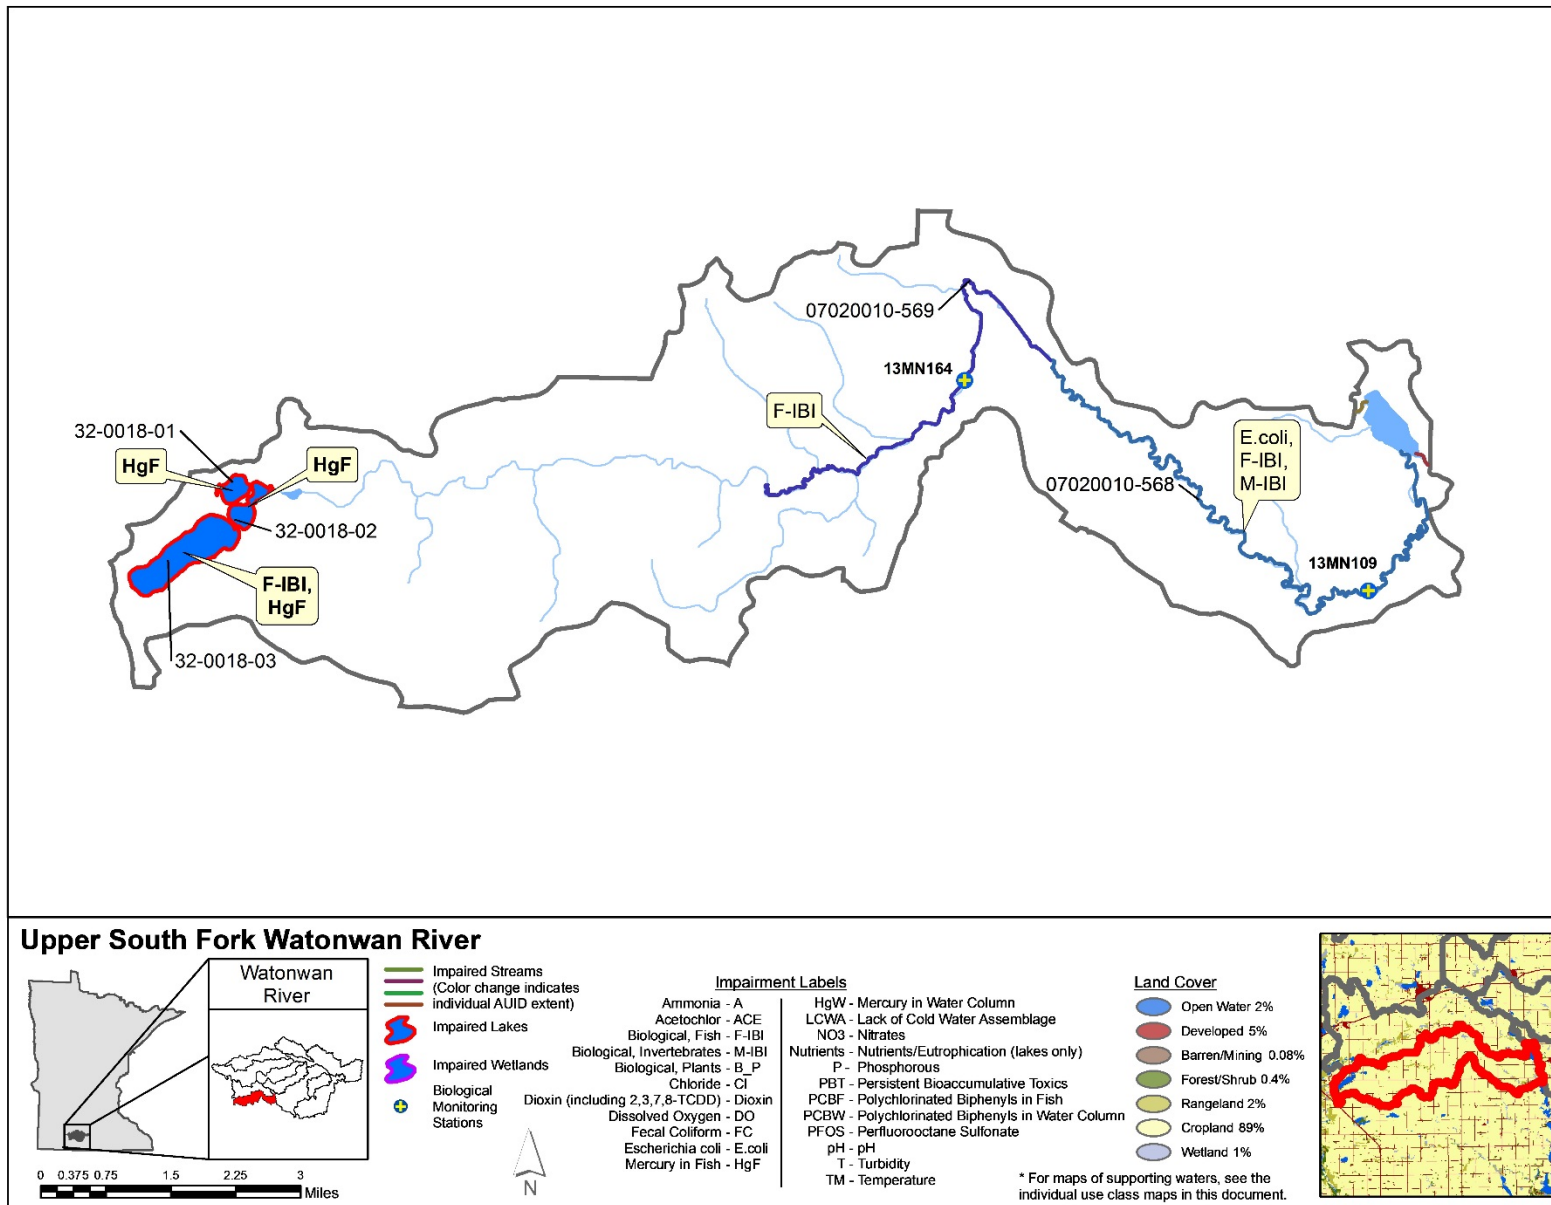 07020010-569
13MN164
F-IBI
32-0018-01
HgF
HgF
E.coli,
F-IBI,
M-IBI
07020010-568
32-0018-02
13MN109
F-IBI,
HgF
32-0018-03
Upper South Fork Watonwan River
Watonwan
River
0 0.375 0.75 1.5 2.25 3
Miles
Impaired Streams
(Color change indicates
individual AUID extent)
Impaired Lakes
Impaired Wetlands
Biological
Monitoring
Stations
N
Impairment Labels
Ammonia - A
Acetochlor - ACE
Biological, Fish - F-IBI
Biological, Invertebrates - M-IBI
Biological, Plants - B_P
Chloride - Cl
Dioxin (including 2,3,7,8-TCDD) - Dioxin
Dissolved Oxygen - DO
Fecal Coliform - FC
Escherichia coli - E.coli
Mercury in Fish - HgF
HgW - Mercury in Water Column
LCWA - Lack of Cold Water Assemblage
NO3 - Nitrates
Nutrients - Nutrients/Eutrophication (lakes only)
P - Phosphorous
PBT - Persistent Bioaccumulative Toxics
PCBF - Polychlorinated Biphenyls in Fish
PCBW - Polychlorinated Biphenyls in Water Column
PFOS - Perfluorooctane Sulfonate
pH - pH
T - Turbidity
TM - Temperature
Land Cover
Open Water 2%
Developed 5%
Barren/Mining 0.08%
Forest/Shrub 0.4%
Rangeland 2%
Cropland 89%
Wetland 1%
* For maps of supporting waters, see the
individual use class maps in this document.